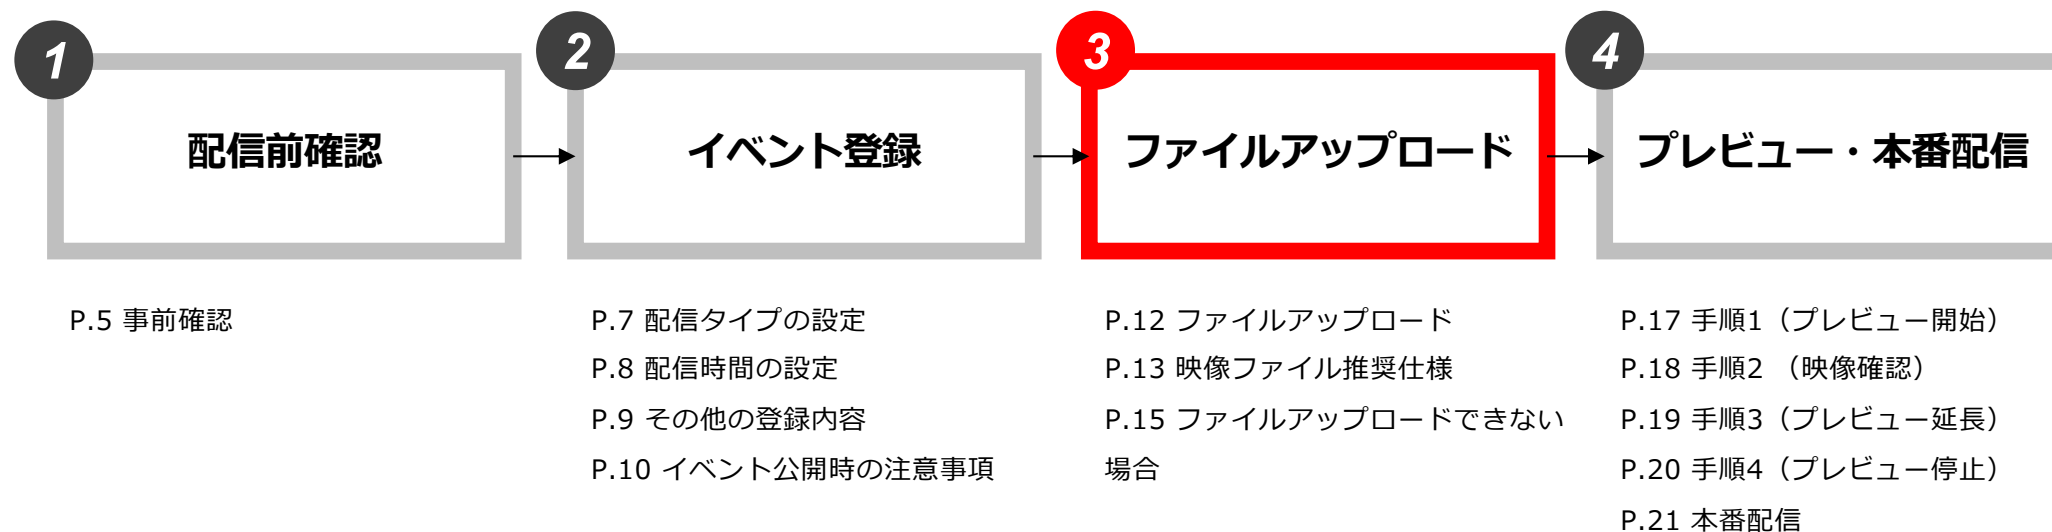 1
配信前確認
P.5 事前確認
2
イベント登録
P.7 配信タイプの設定
P.8 配信時間の設定
P.9 その他の登録内容
P.10 イベント公開時の注意事項
3
ファイルアップロード
P.12 ファイルアップロード
P.13 映像ファイル推奨仕様
P.15 ファイルアップロードできない
場合
4
プレビュー・本番配信
P.17 手順1（プレビュー開始）
P.18 手順2 （映像確認）
P.19 手順3（プレビュー延長）
P.20 手順4（プレビュー停止）
P.21 本番配信